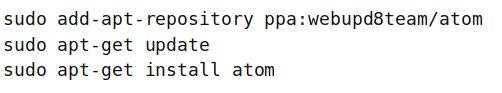 sudo add-apt-repository ppa:webupd8team/atom
sudo apt-get update
sudo apt-get install atom